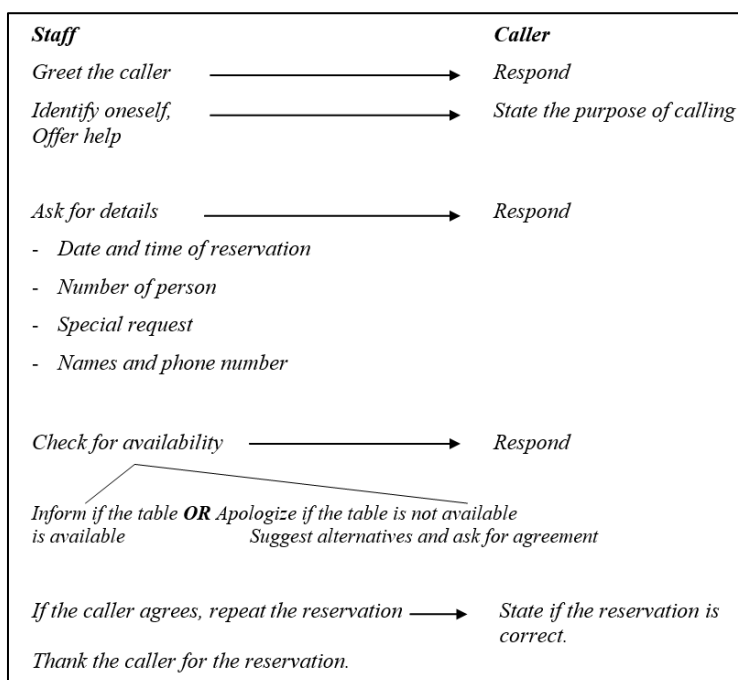 Staff Caller
Greet the caller Respond
Identify oneself, State the purpose of calling
Offer help
Ask for details Respond
- Date and time of reservation
- Number of person
- Special request
- Names and phone number
Check for availability Respond
Inform if the table OR Apologize if the table is not available
is available Suggest alternatives and ask for agreement
If the caller agrees, repeat the reservation State if the reservation is
correct.
Thank the caller for the reservation.